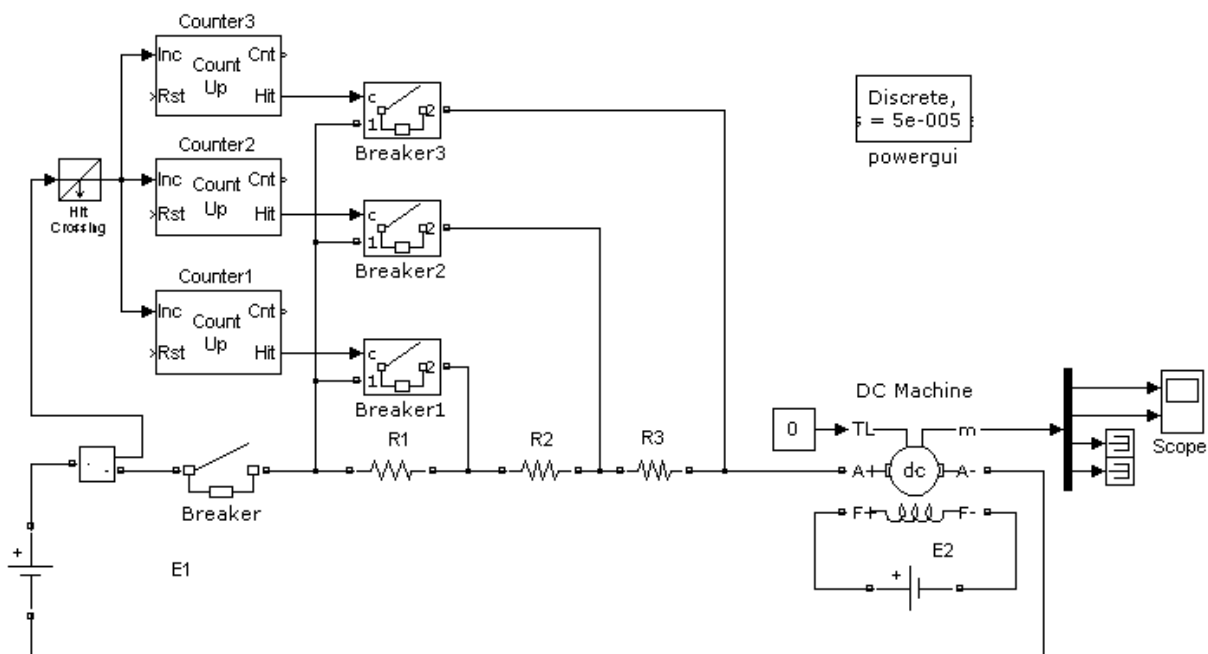 Counter3
Inc Cnt
Count
Up
Rst Hit
c
1 2
Breaker3
Discrete,
s = 5e-005 s
powergui
Counter2
Inc Cnt
Count
Up
Rst Hit
c
1 2
Breaker2
Hit
Crossing
Counter1
Inc Cnt
Count
Up
Rst Hit
c
1 2
Breaker1
DC Machine
0
TL m
Scope
R1 R2 R3
Breaker
A+ dc A-
F+ F-
E2
+
+
E1